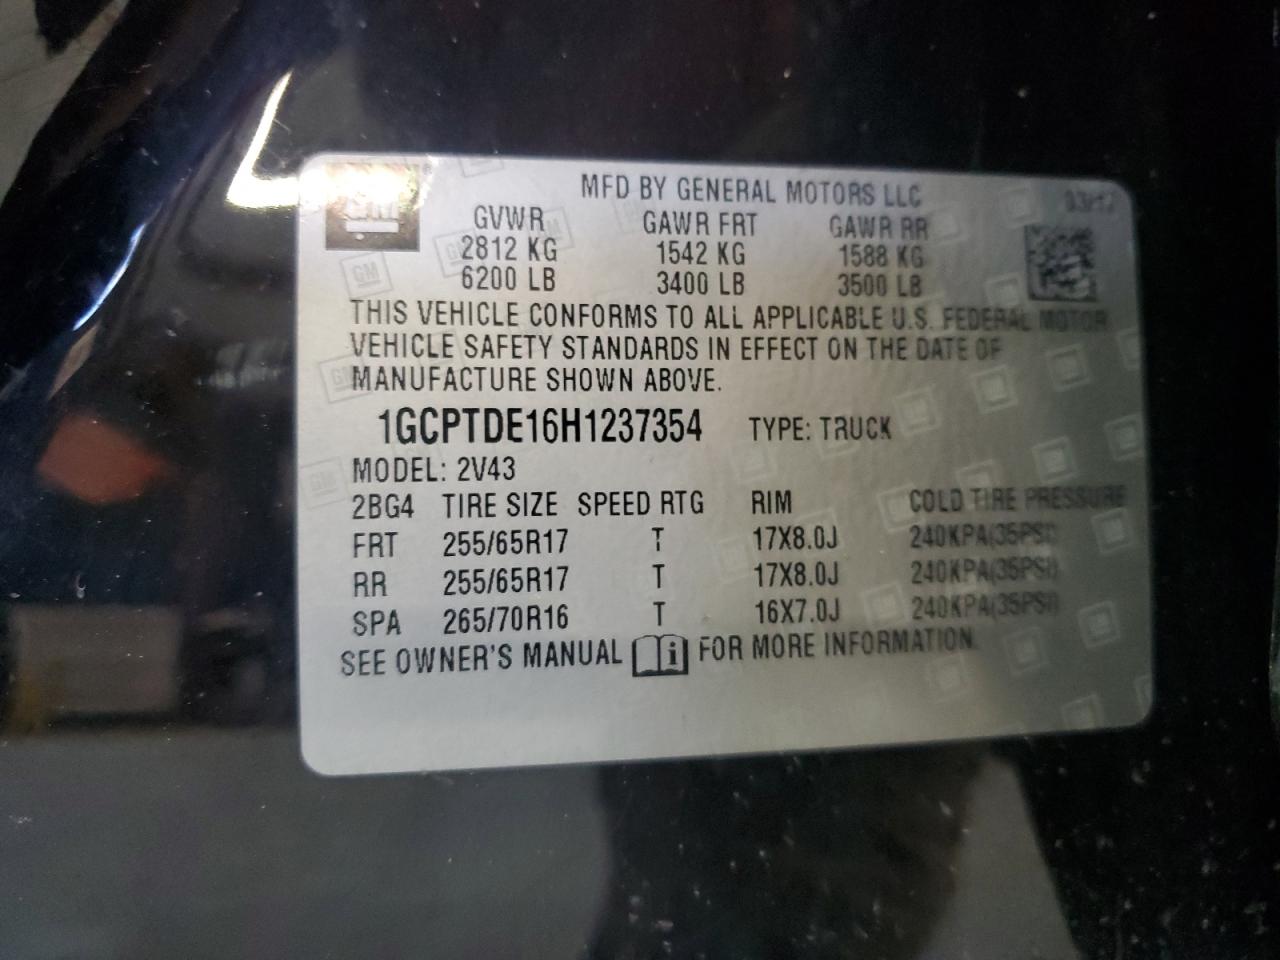 GM
MFD BY GENERAL MOTORS LLC 03/17
GVWR GAWR FRT GAWR RR
2812 KG 1542 KG 1588 KG
6200 LB 3400 LB 3500 LB
THIS VEHICLE CONFORMS TO ALL APPLICABLE U.S. FEDERAL MOTOR
VEHICLE SAFETY STANDARDS IN EFFECT ON THE DATE OF
MANUFACTURE SHOWN ABOVE.
1GCPTDE16H1237354 TYPE: TRUCK
MODEL: 2V43
2BG4 TIRE SIZE SPEED RTG RIM COLD TIRE PRESSURE
FRT 255/65R17 T 17X8.0J 240KPA(35PSI)
RR 255/65R17 T 17X8.0J 240KPA(35PSI)
SPA 265/70R16 T 16X7.0J 240KPA(35PSI)
SEE OWNER'S MANUAL i FOR MORE INFORMATION.